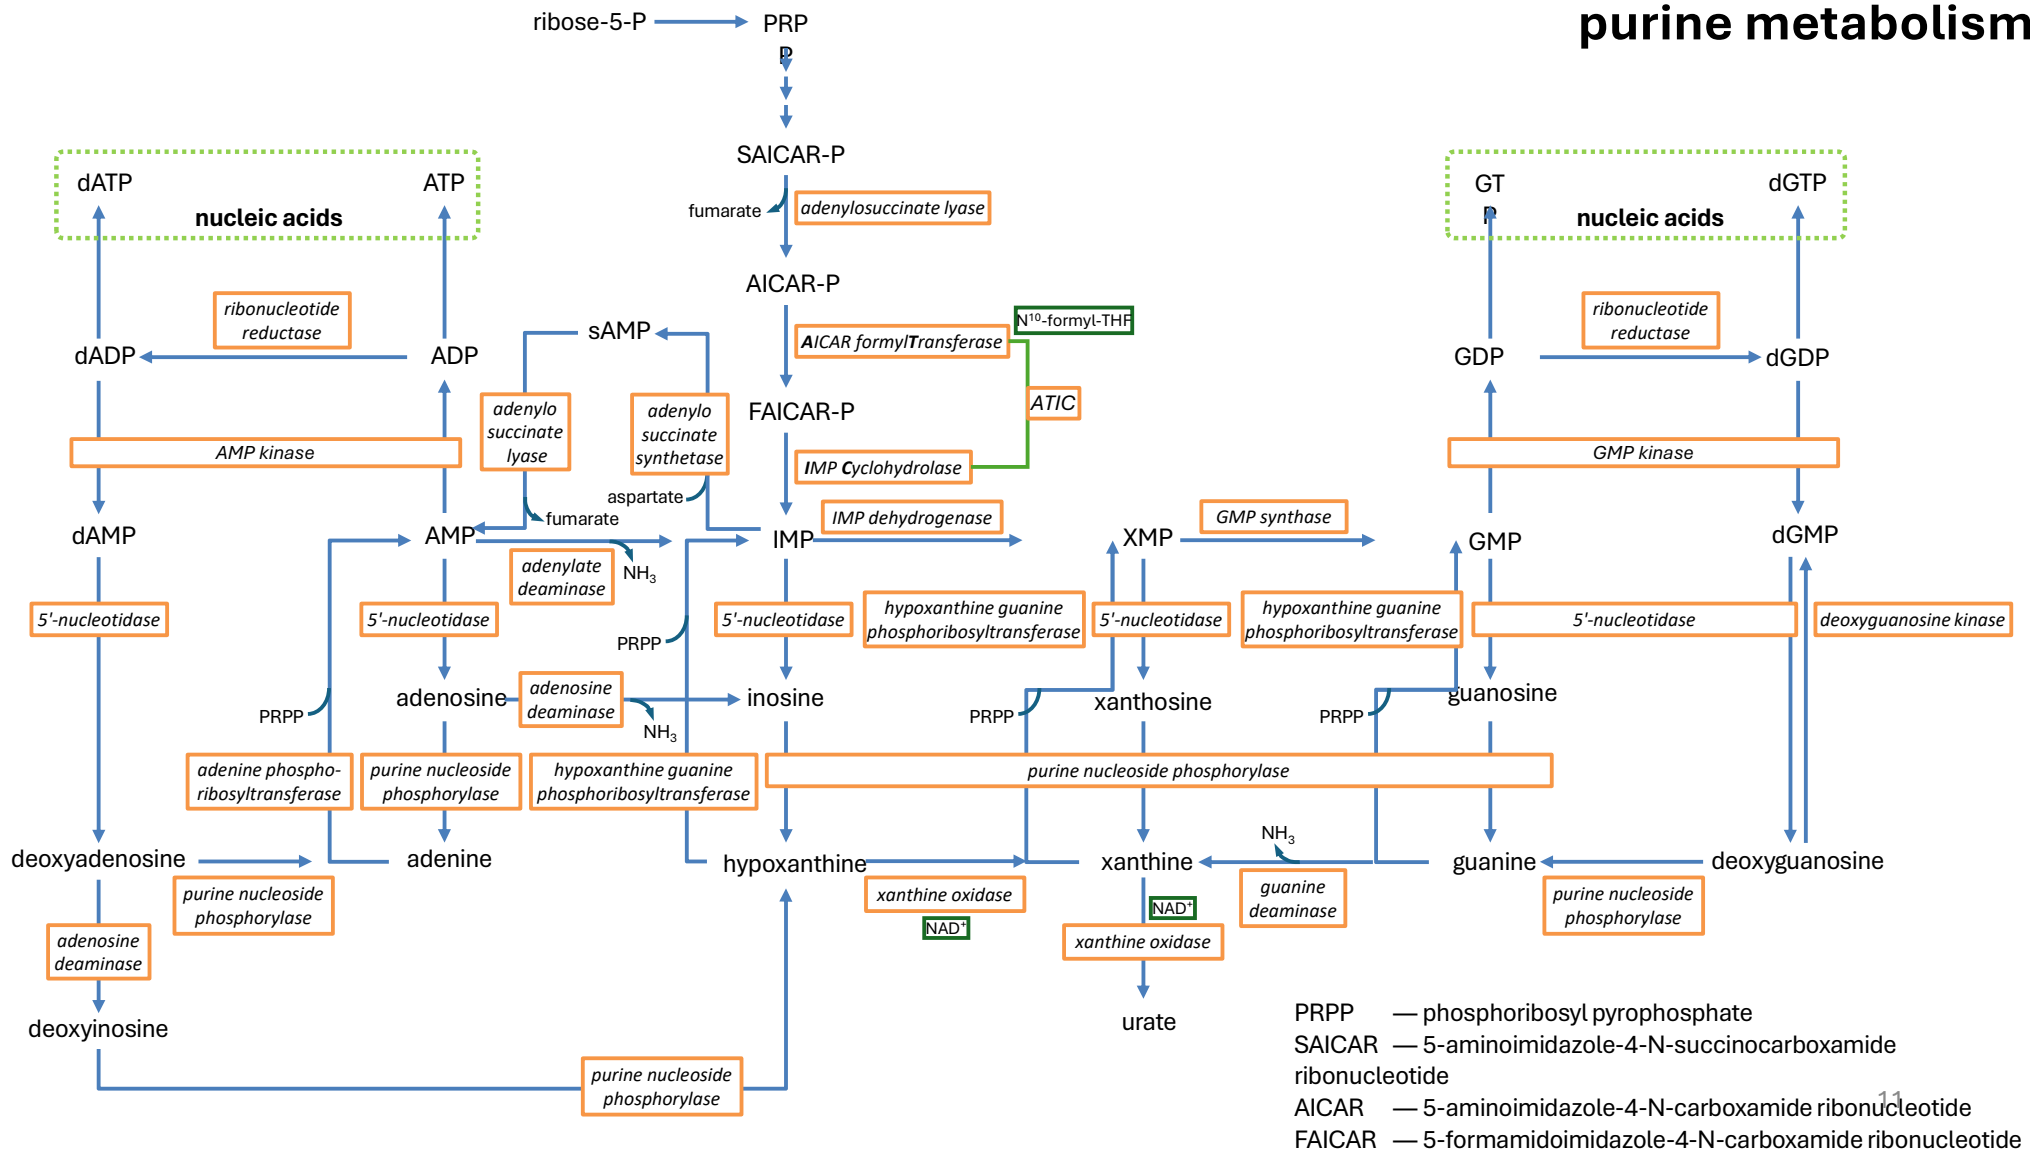 purine metabolism
ribose-5-P
PRP
P
SAICAR-P
fumarate
adenylosuccinate lyase
AICAR-P
dATP
ATP
nucleic acids
GT
P
dGTP
nucleic acids
ribonucleotide
reductase
dADP
ADP
sAMP
AICAR formylTransferase
N¹⁰-formyl-THF
ATIC
FAICAR-P
IMP Cyclohydrolase
ribonucleotide
reductase
GDP
dGDP
AMP kinase
adenylo
succinate
lyase
adenylo
succinate
synthetase
aspartate
fumarate
GMP kinase
dAMP
AMP
adenylate
deaminase
NH₃
IMP
IMP dehydrogenase
XMP
GMP synthase
GMP
dGMP
5'-nucleotidase
5'-nucleotidase
PRPP
5'-nucleotidase
hypoxanthine guanine
phosphoribosyltransferase
5'-nucleotidase
hypoxanthine guanine
phosphoribosyltransferase
5'-nucleotidase
deoxyguanosine kinase
PRPP
adenosine
adenosine
deaminase
NH₃
inosine
PRPP
xanthosine
PRPP
guanosine
adenine phospho-
ribosyltransferase
purine nucleoside
phosphorylase
hypoxanthine guanine
phosphoribosyltransferase
purine nucleoside phosphorylase
deoxyadenosine
purine nucleoside
phosphorylase
adenine
hypoxanthine
xanthine oxidase
NAD⁺
xanthine
NH₃
guanine
deaminase
guanine
purine nucleoside
phosphorylase
deoxyguanosine
adenosine
deaminase
NAD⁺
xanthine oxidase
deoxyinosine
urate
purine nucleoside
phosphorylase
PRPP — phosphoribosyl pyrophosphate
SAICAR — 5-aminoimidazole-4-N-succinocarboxamide
ribonucleotide
AICAR — 5-aminoimidazole-4-N-carboxamide ribonucleotide
FAICAR — 5-formamidoimidazole-4-N-carboxamide ribonucleotide
11